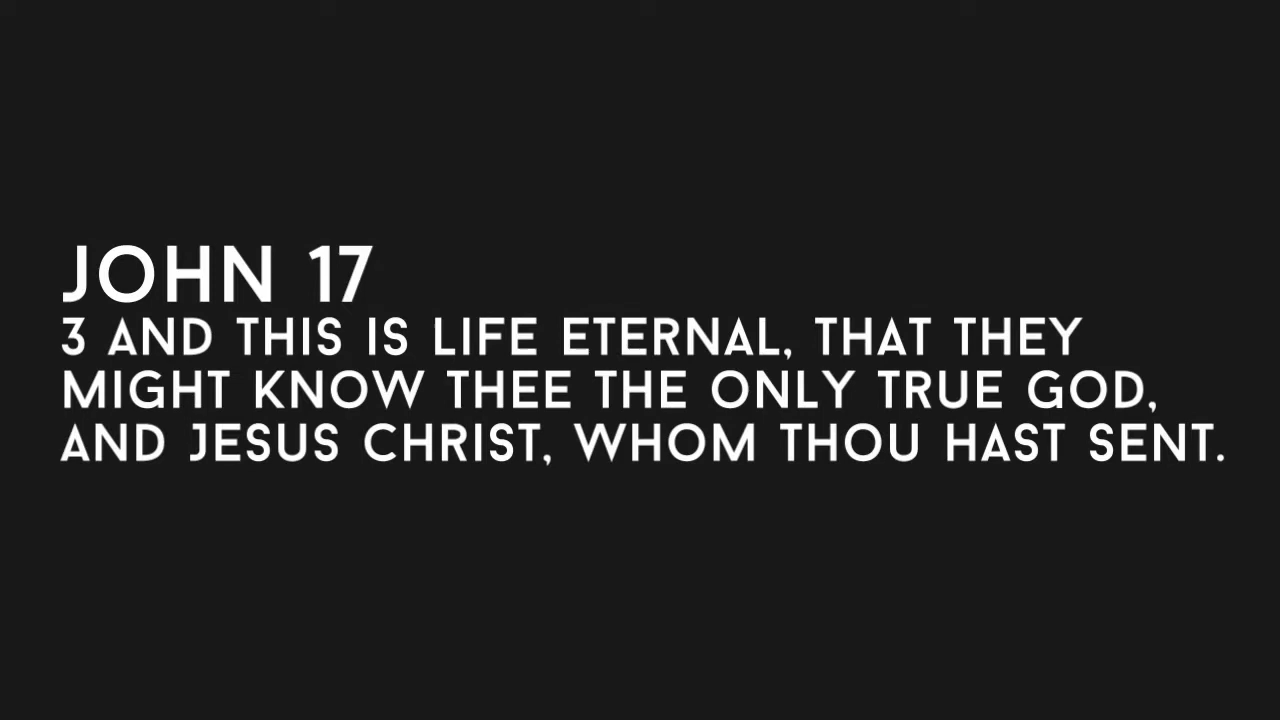 JOHN 17
3 AND THIS IS LIFE ETERNAL, THAT THEY
MIGHT KNOW THEE THE ONLY TRUE GOD,
AND JESUS CHRIST, WHOM THOU HAST SENT.